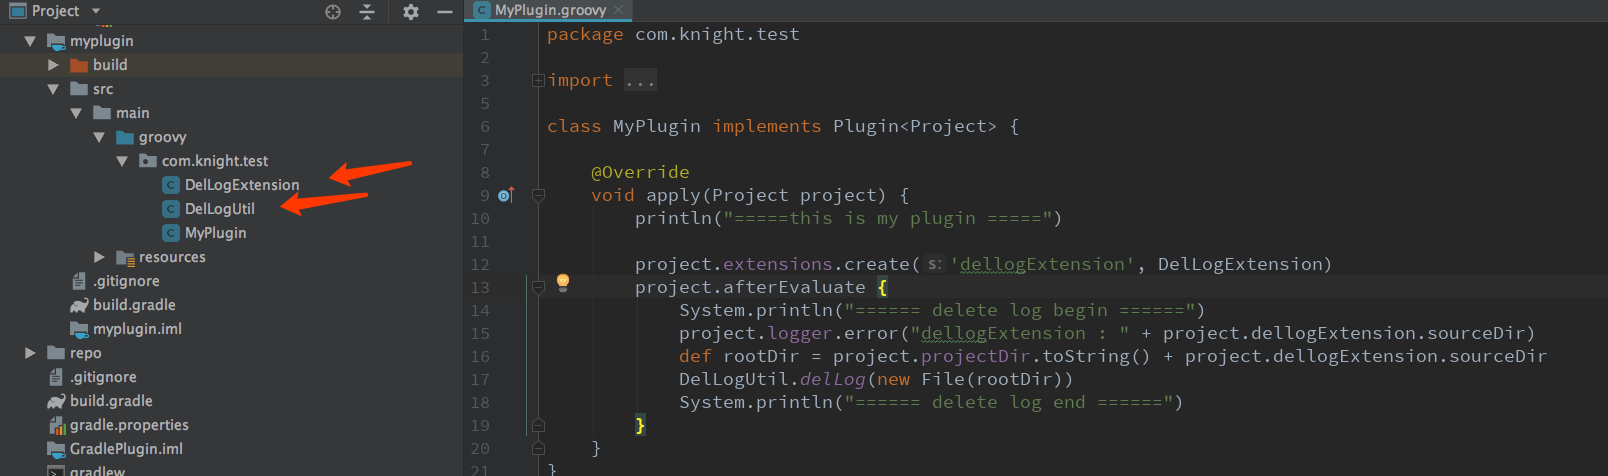 Project
myplugin
build
src
main
groovy
com.knight.test
DelLogExtension
DelLogUtil
MyPlugin
resources
.gitignore
build.gradle
myplugin.iml
repo
.gitignore
build.gradle
gradle.properties
GradlePlugin.iml
gradlew
MyPlugin.groovy
1 package com.knight.test
2
3 import ...
5
6 class MyPlugin implements Plugin<Project> {
7
8 @Override
9 void apply(Project project) {
10 println("=====this is my plugin =====")
11
12 project.extensions.create( s: 'dellogExtension', DelLogExtension)
13 project.afterEvaluate {
14 System.println("====== delete log begin ======")
15 project.logger.error("dellogExtension : " + project.dellogExtension.sourceDir)
16 def rootDir = project.projectDir.toString() + project.dellogExtension.sourceDir
17 DelLogUtil.delLog(new File(rootDir))
18 System.println("====== delete log end ======")
19 }
20 }
21 }